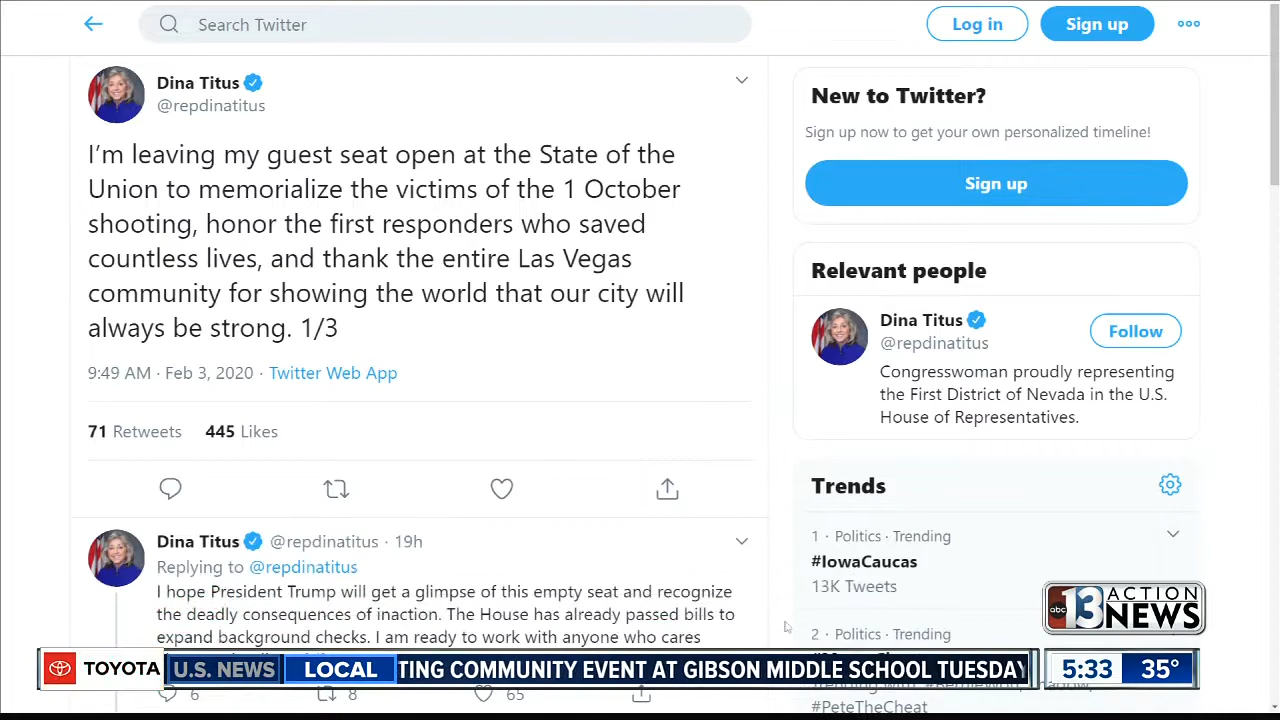 Search Twitter
Log in
Sign up
Dina Titus
@repdinatitus
I'm leaving my guest seat open at the State of the
Union to memorialize the victims of the 1 October
shooting, honor the first responders who saved
countless lives, and thank the entire Las Vegas
community for showing the world that our city will
always be strong. 1/3
9:49 AM · Feb 3, 2020 · Twitter Web App
71 Retweets 445 Likes
Dina Titus @repdinatitus · 19h
Replying to @repdinatitus
I hope President Trump will get a glimpse of this empty seat and recognize
the deadly consequences of inaction. The House has already passed bills to
expand background checks. I am ready to work with anyone who cares
6 8 65
New to Twitter?
Sign up now to get your own personalized timeline!
Sign up
Relevant people
Dina Titus
@repdinatitus
Follow
Congresswoman proudly representing
the First District of Nevada in the U.S.
House of Representatives.
Trends
1 · Politics · Trending
#IowaCaucas
13K Tweets
2 · Politics · Trending
#PeteTheCheat
abc 13 ACTION
NEWS
TOYOTA U.S. NEWS LOCAL TING COMMUNITY EVENT AT GIBSON MIDDLE SCHOOL TUESDAY 5:33 35°